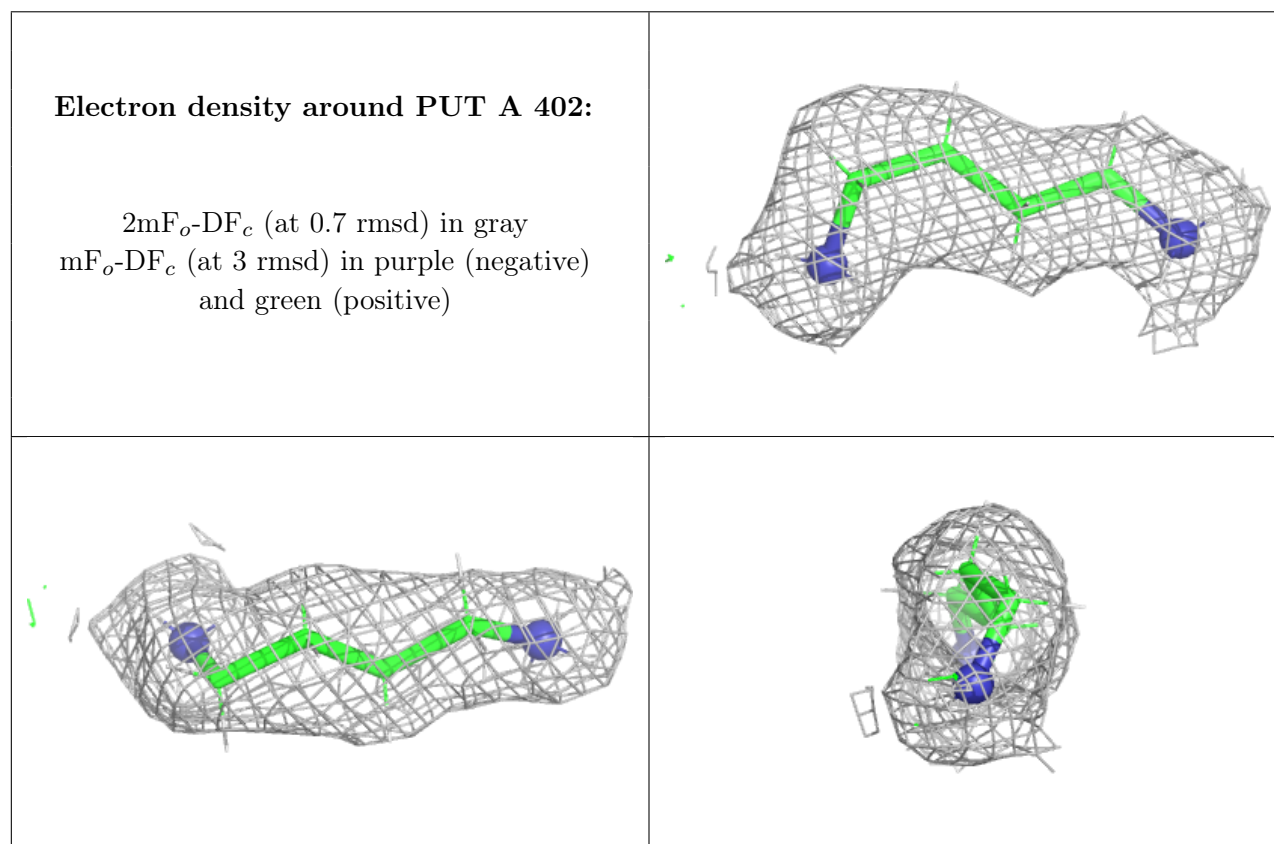 Electron density around PUT A 402:
2mFo-DFc (at 0.7 rmsd) in gray
mFo-DFc (at 3 rmsd) in purple (negative)
and green (positive)